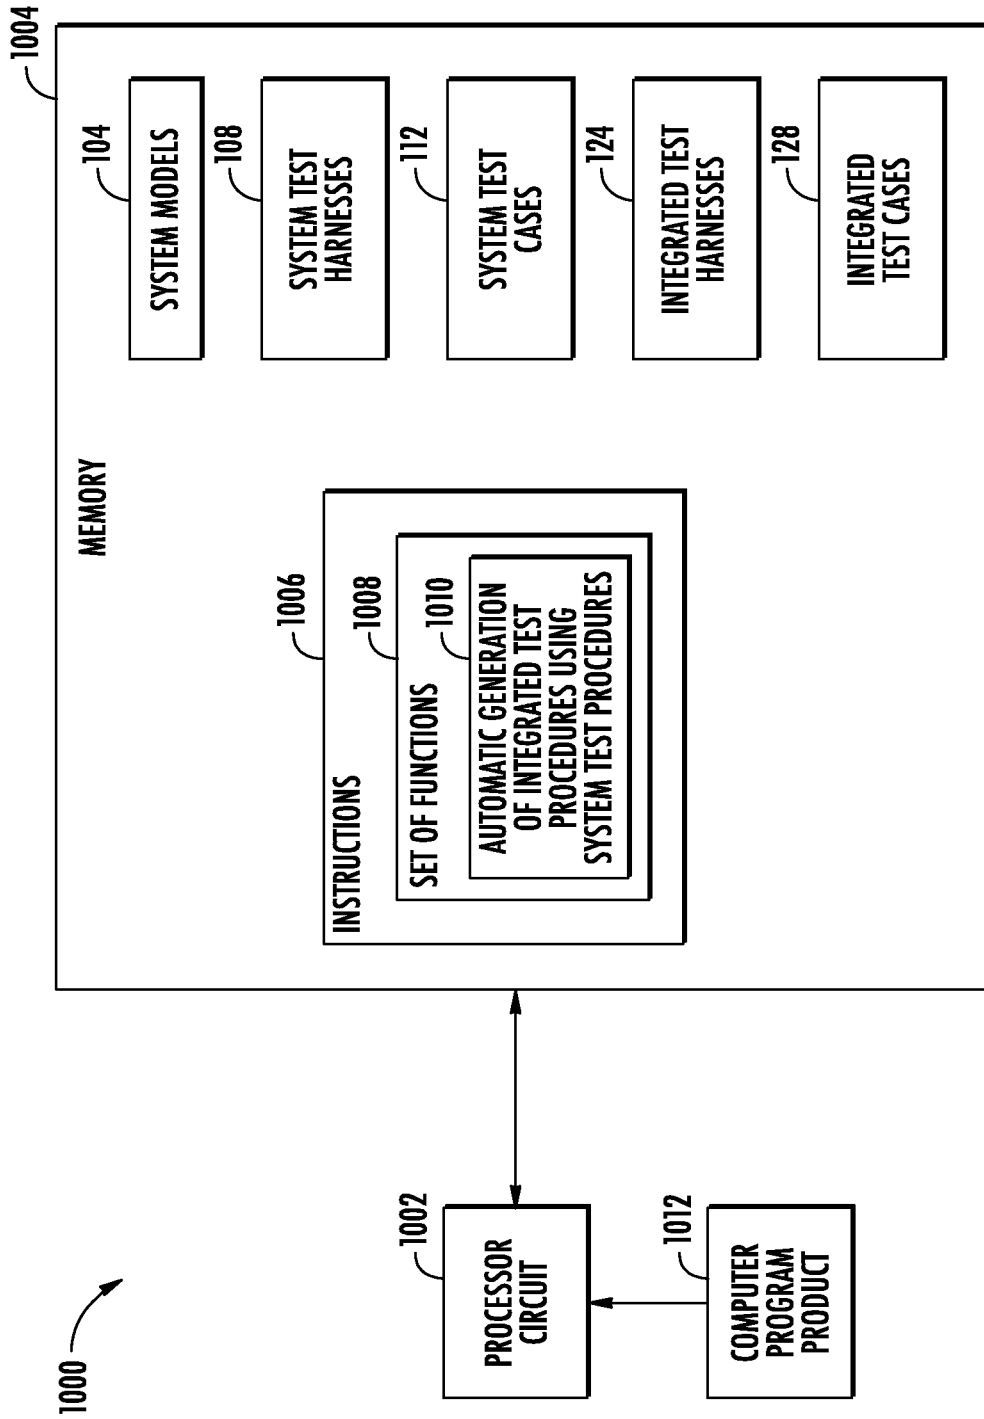 1000
1002
PROCESSOR
CIRCUIT
1012
COMPUTER
PROGRAM
PRODUCT
1004
MEMORY
1006
INSTRUCTIONS
1008
SET OF FUNCTIONS
1010
AUTOMATIC GENERATION
OF INTEGRATED TEST
PROCEDURES USING
SYSTEM TEST PROCEDURES
104
SYSTEM MODELS
108
SYSTEM TEST
HARNESSES
112
SYSTEM TEST
CASES
124
INTEGRATED TEST
HARNESSES
128
INTEGRATED
TEST CASES